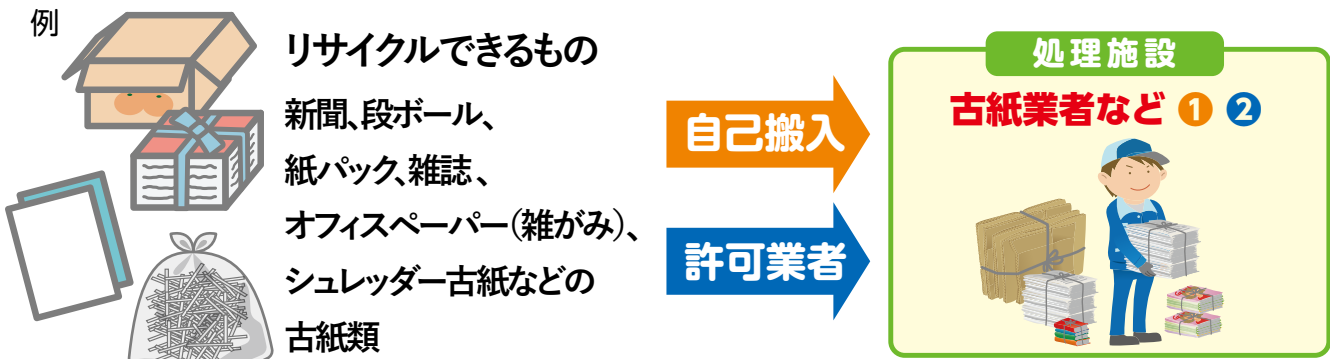 例
リサイクルできるもの
新聞、段ボール、
紙パック、雑誌、
オフィスペーパー(雑がみ)、
シュレッダー古紙などの
古紙類
自己搬入
許可業者
処理施設
古紙業者など ❶ ❷